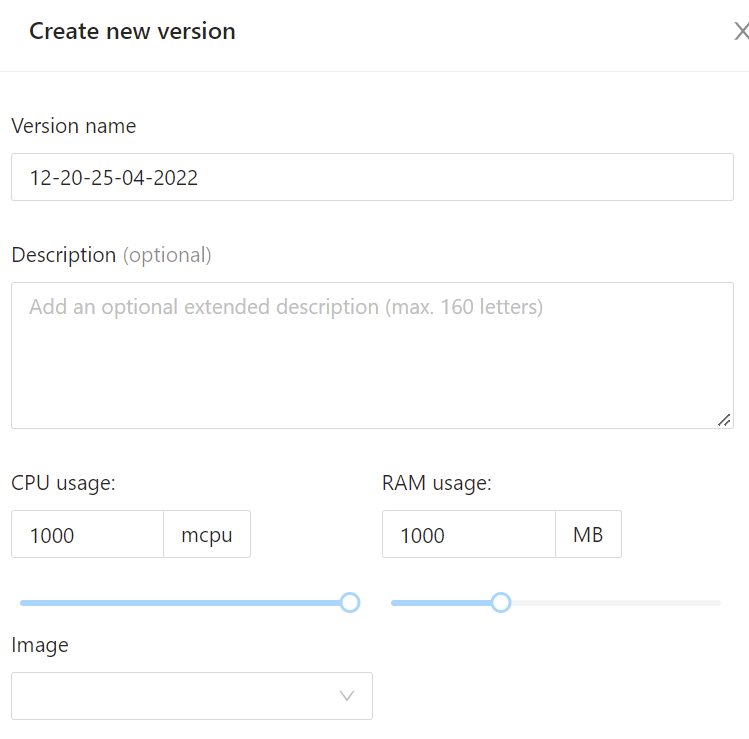 Create new version
Version name
12-20-25-04-2022
Description (optional)
Add an optional extended description (max. 160 letters)
CPU usage:
RAM usage:
1000 mcpu
1000 MB
Image